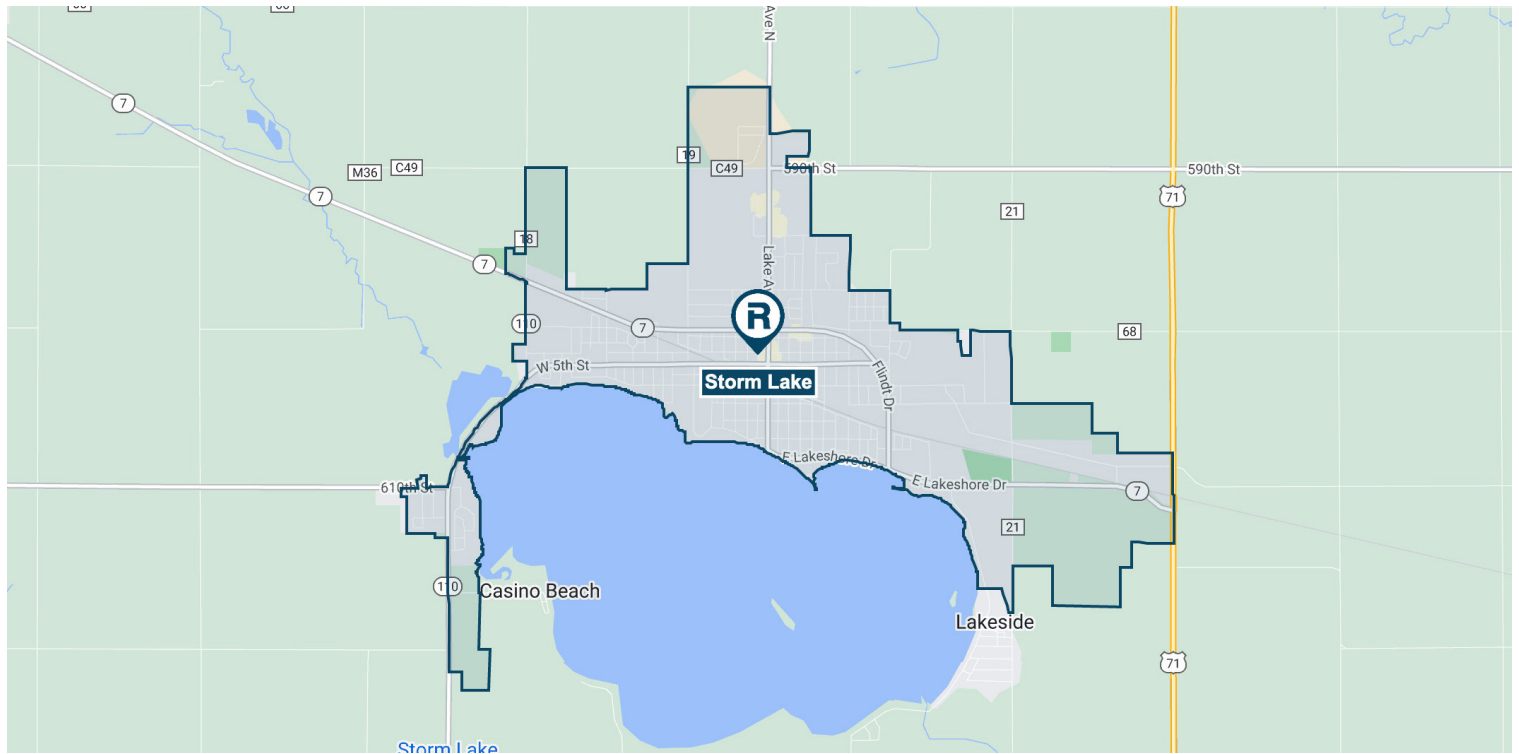 Ave N
7
M36
C49
19
C49
590th St
590th St
71
7
21
18
7
Lake Av
R
110
7
68
W 5th St
Storm Lake
Flindt Dr
E Lakeshore Dr
610th St
E Lakeshore Dr
7
21
110
Casino Beach
Lakeside
71
Storm Lake